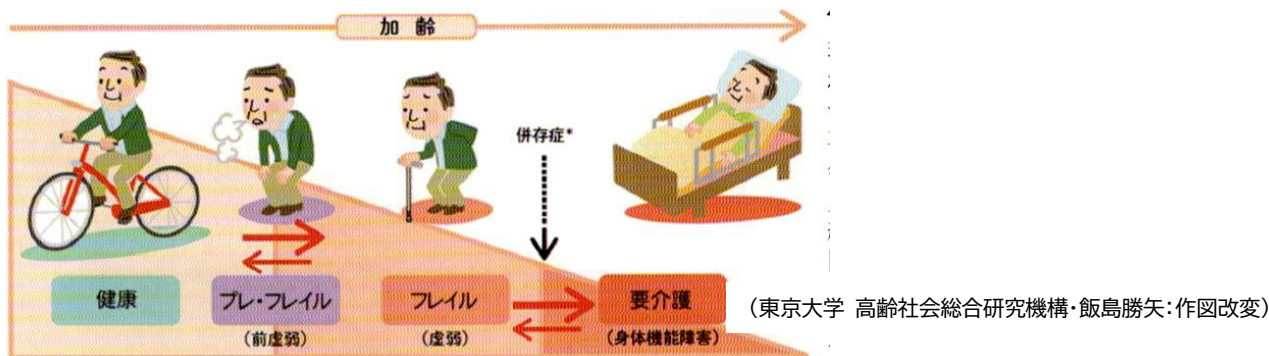 加齢
併存症*
健康
プレ・フレイル
(前虚弱)
フレイル
(虚弱)
要介護
(身体機能障害)
(東京大学 高齢社会総合研究機構・飯島勝矢:作図改変)